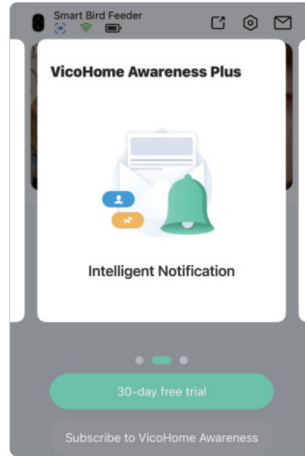 Smart Bird Feeder
VicoHome Awareness Plus
Intelligent Notification
30-day free trial
Subscribe to VicoHome Awareness